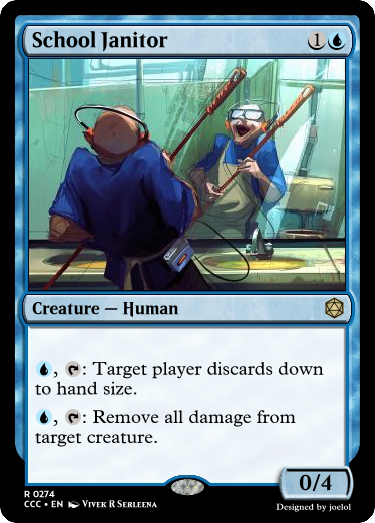 School Janitor 1
Creature — Human
, : Target player discards down
to hand size.
, : Remove all damage from
target creature.
0/4
R 0274
CCC • EN VIVEK R SERLEENA
Designed by joelol